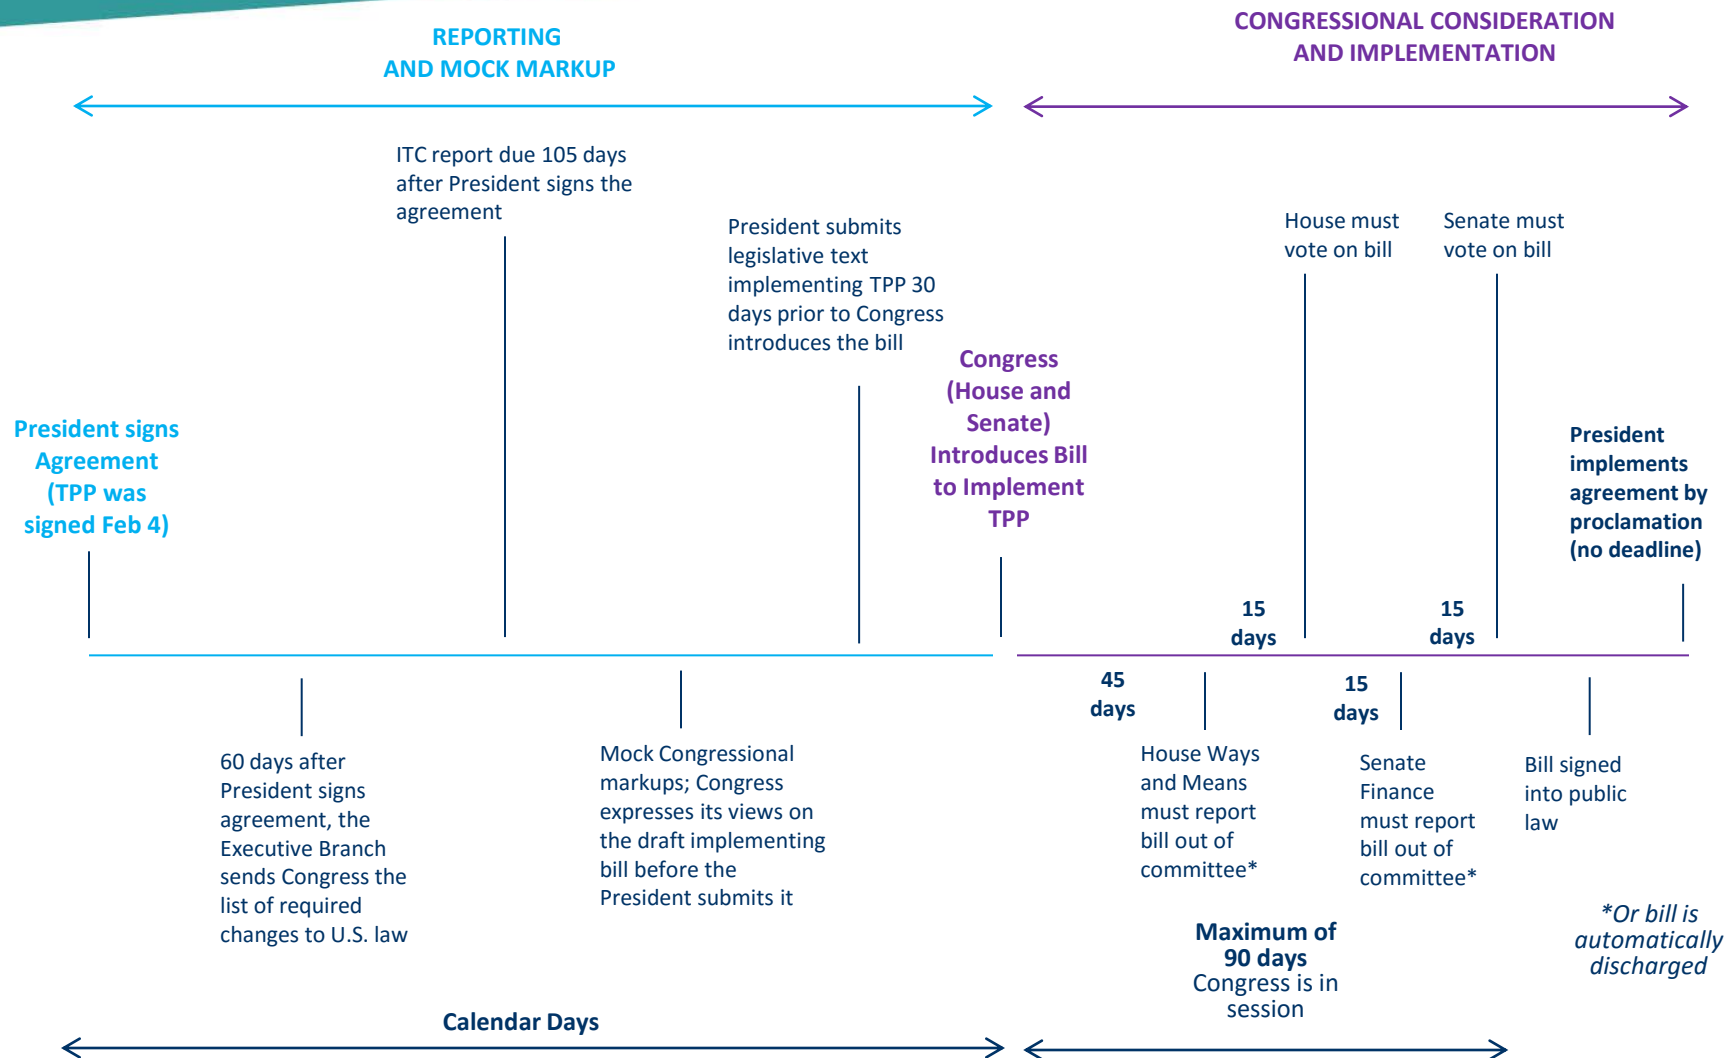 REPORTING
AND MOCK MARKUP
CONGRESSIONAL CONSIDERATION
AND IMPLEMENTATION
ITC report due 105 days
after President signs the
agreement
President submits
legislative text
implementing TPP 30
days prior to Congress
introduces the bill
House must
vote on bill
Senate must
vote on bill
President signs
Agreement
(TPP was
signed Feb 4)
Congress
(House and
Senate)
Introduces Bill
to Implement
TPP
President
implements
agreement by
proclamation
(no deadline)
15
days
15
days
45
days
15
days
60 days after
President signs
agreement, the
Executive Branch
sends Congress the
list of required
changes to U.S. law
Mock Congressional
markups; Congress
expresses its views on
the draft implementing
bill before the
President submits it
House Ways
and Means
must report
bill out of
committee*
Senate
Finance
must report
bill out of
committee*
Bill signed
into public
law
Maximum of
90 days
Congress is in
session
*Or bill is
automatically
discharged
Calendar Days